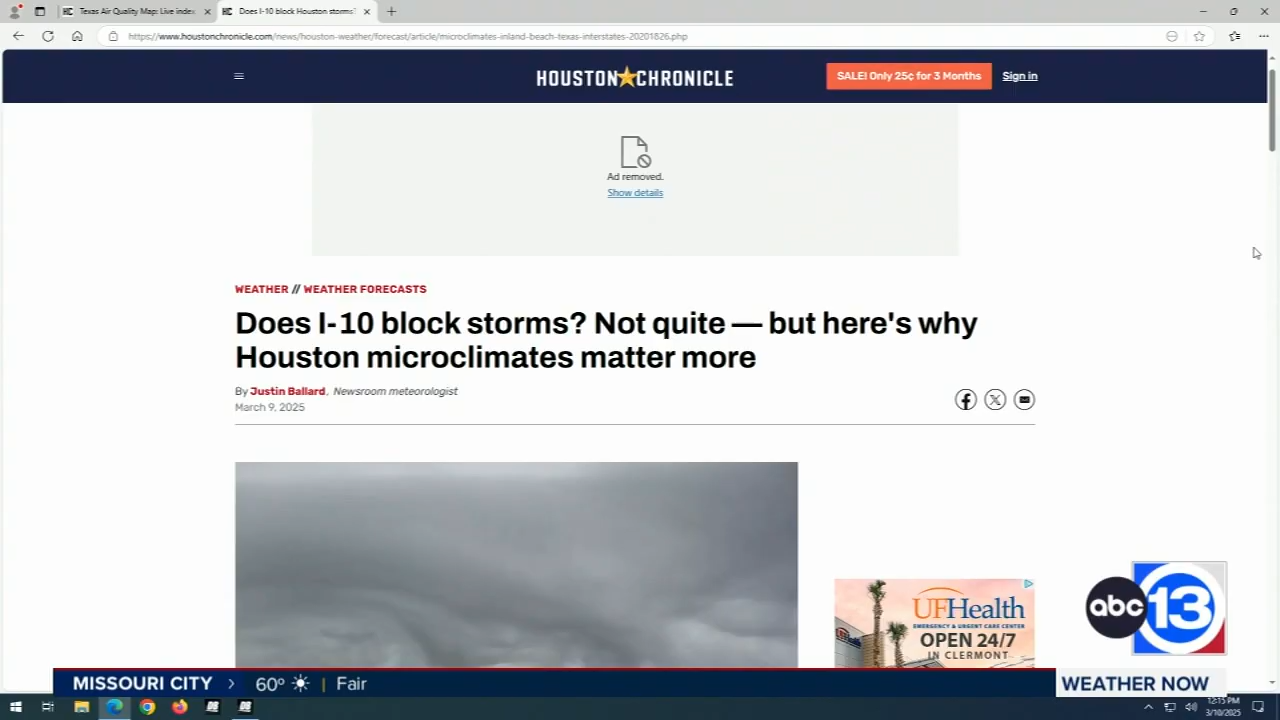 Texas Air Quality Map: Live index
Does I-10 block Houston storms?
https://www.houstonchronicle.com/news/houston-weather/forecast/article/microclimates-inland-beach-texas-interstates-20201826.php
HOUSTON CHRONICLE
SALE! Only 25¢ for 3 Months
Sign in
Ad removed.
Show details
WEATHER // WEATHER FORECASTS
Does I-10 block storms? Not quite — but here's why
Houston microclimates matter more
By Justin Ballard, Newsroom meteorologist
March 9, 2025
UFHealth
EMERGENCY & URGENT CARE CENTER
OPEN 24/7
IN CLERMONT
abc 13
MISSOURI CITY > 60° | Fair
WEATHER NOW
12:15 PM
3/10/2025